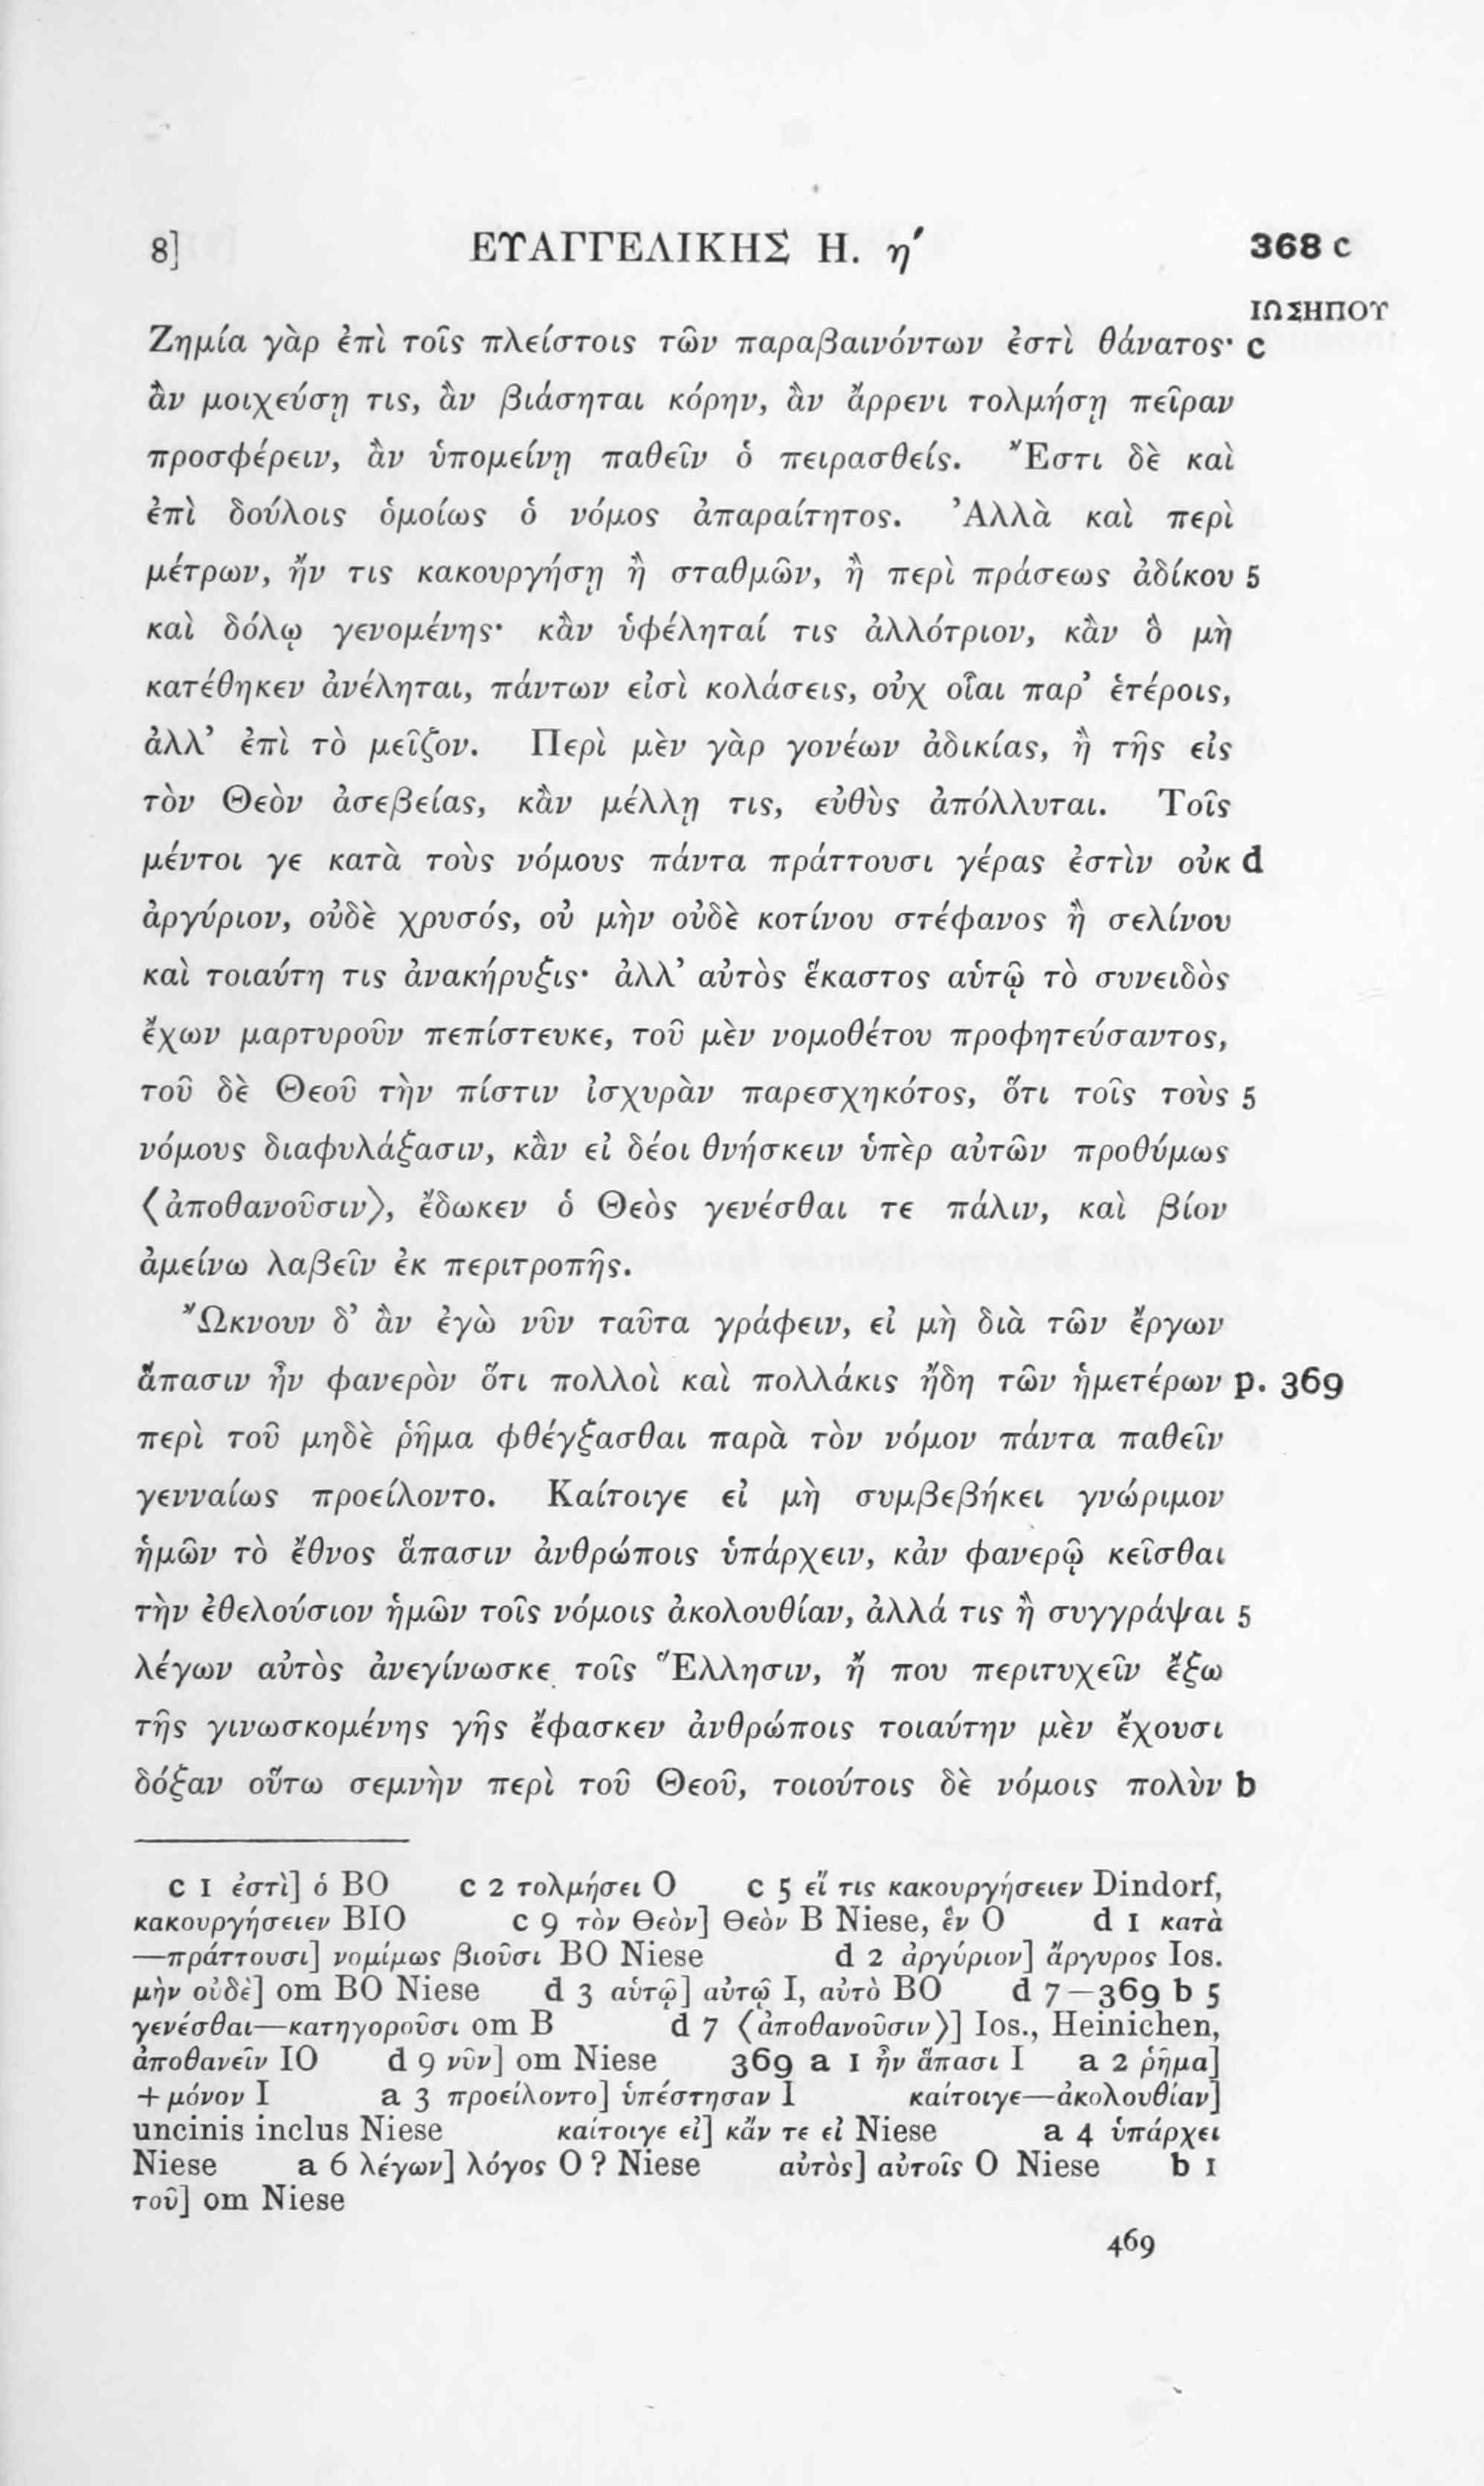 8] ΕΥΑΓΓΕΛΙΚΗΣ Η. η′ 368 c
ΙΩΣΗΠΟΥ
Ζημία γὰρ ἐπὶ τοῖς πλείστοις τῶν παραβαινόντων ἐστὶ θάνατος· c
ἂν μοιχεύσῃ τις, ἂν βιάσηται κόρην, ἂν ἄρρενι τολμήσῃ πεῖραν
προσφέρειν, ἂν ὑπομείνῃ παθεῖν ὁ πειρασθείς. Ἔστι δὲ καὶ
ἐπὶ δούλοις ὁμοίως ὁ νόμος ἀπαραίτητος. Ἀλλὰ καὶ περὶ
μέτρων, ἤν τις κακουργήσῃ ἢ σταθμῶν, ἢ περὶ πράσεως ἀδίκου 5
καὶ δόλῳ γενομένης· κἂν ὑφέληταί τις ἀλλότριον, κἂν ὃ μὴ
κατέθηκεν ἀνέληται, πάντων εἰσὶ κολάσεις, οὐχ οἷαι παρ’ ἑτέροις,
ἀλλ’ ἐπὶ τὸ μεῖζον. Περὶ μὲν γὰρ γονέων ἀδικίας, ἢ τῆς εἰς
τὸν Θεὸν ἀσεβείας, κἂν μέλλῃ τις, εὐθὺς ἀπόλλυται. Τοῖς
μέντοι γε κατὰ τοὺς νόμους πάντα πράττουσι γέρας ἐστὶν οὐκ d
ἀργύριον, οὐδὲ χρυσός, οὐ μὴν οὐδὲ κοτίνου στέφανος ἢ σελίνου
καὶ τοιαύτη τις ἀνακήρυξις· ἀλλ’ αὐτὸς ἕκαστος αὑτῷ τὸ συνειδὸς
ἔχων μαρτυροῦν πεπίστευκε, τοῦ μὲν νομοθέτου προφητεύσαντος,
τοῦ δὲ Θεοῦ τὴν πίστιν ἰσχυρὰν παρεσχηκότος, ὅτι τοῖς τοὺς 5
νόμους διαφυλάξασιν, κἂν εἰ δέοι θνήσκειν ὑπὲρ αὐτῶν προθύμως
⟨ἀποθανοῦσιν⟩, ἔδωκεν ὁ Θεὸς γενέσθαι τε πάλιν, καὶ βίον
ἀμείνω λαβεῖν ἐκ περιτροπῆς.
Ὤκνουν δ’ ἂν ἐγὼ νῦν ταῦτα γράφειν, εἰ μὴ διὰ τῶν ἔργων
ἅπασιν ἦν φανερὸν ὅτι πολλοὶ καὶ πολλάκις ἤδη τῶν ἡμετέρων p. 369
περὶ τοῦ μηδὲ ῥῆμα φθέγξασθαι παρὰ τὸν νόμον πάντα παθεῖν
γενναίως προείλοντο. Καίτοιγε εἰ μὴ συμβεβήκει γνώριμον
ἡμῶν τὸ ἔθνος ἅπασιν ἀνθρώποις ὑπάρχειν, κἀν φανερῷ κεῖσθαι
τὴν ἐθελούσιον ἡμῶν τοῖς νόμοις ἀκολουθίαν, ἀλλά τις ἢ συγγράψαι 5
λέγων αὐτὸς ἀνεγίνωσκε τοῖς Ἕλλησιν, ἤ που περιτυχεῖν ἔξω
τῆς γινωσκομένης γῆς ἔφασκεν ἀνθρώποις τοιαύτην μὲν ἔχουσι
δόξαν οὕτω σεμνὴν περὶ τοῦ Θεοῦ, τοιούτοις δὲ νόμοις πολὺν b
c 1 ἐστὶ] ὁ BO c 2 τολμήσει O c 5 εἴ τις κακουργήσειεν Dindorf,
κακουργήσειεν BIO c 9 τὸν Θεὸν] Θεὸν B Niese, ἓν O d 1 κατὰ
—πράττουσι] νομίμως βιοῦσι BO Niese d 2 ἀργύριον] ἄργυρος Ios.
μὴν οὐδὲ] om BO Niese d 3 αὑτῷ] αὐτῷ I, αὐτὸ BO d 7—369 b 5
γενέσθαι—κατηγοροῦσι om B d 7 ⟨ἀποθανοῦσιν⟩] Ios., Heinichen,
ἀποθανεῖν IO d 9 νῦν] om Niese 369 a 1 ἦν ἅπασι I a 2 ῥῆμα]
+ μόνον I a 3 προείλοντο] ὑπέστησαν I καίτοιγε—ἀκολουθίαν]
uncinis inclus Niese καίτοιγε εἰ] κἄν τε εἰ Niese a 4 ὑπάρχει
Niese a 6 λέγων] λόγος O ? Niese αὐτὸς] αὐτοῖς O Niese b 1
τοῦ] om Niese
469